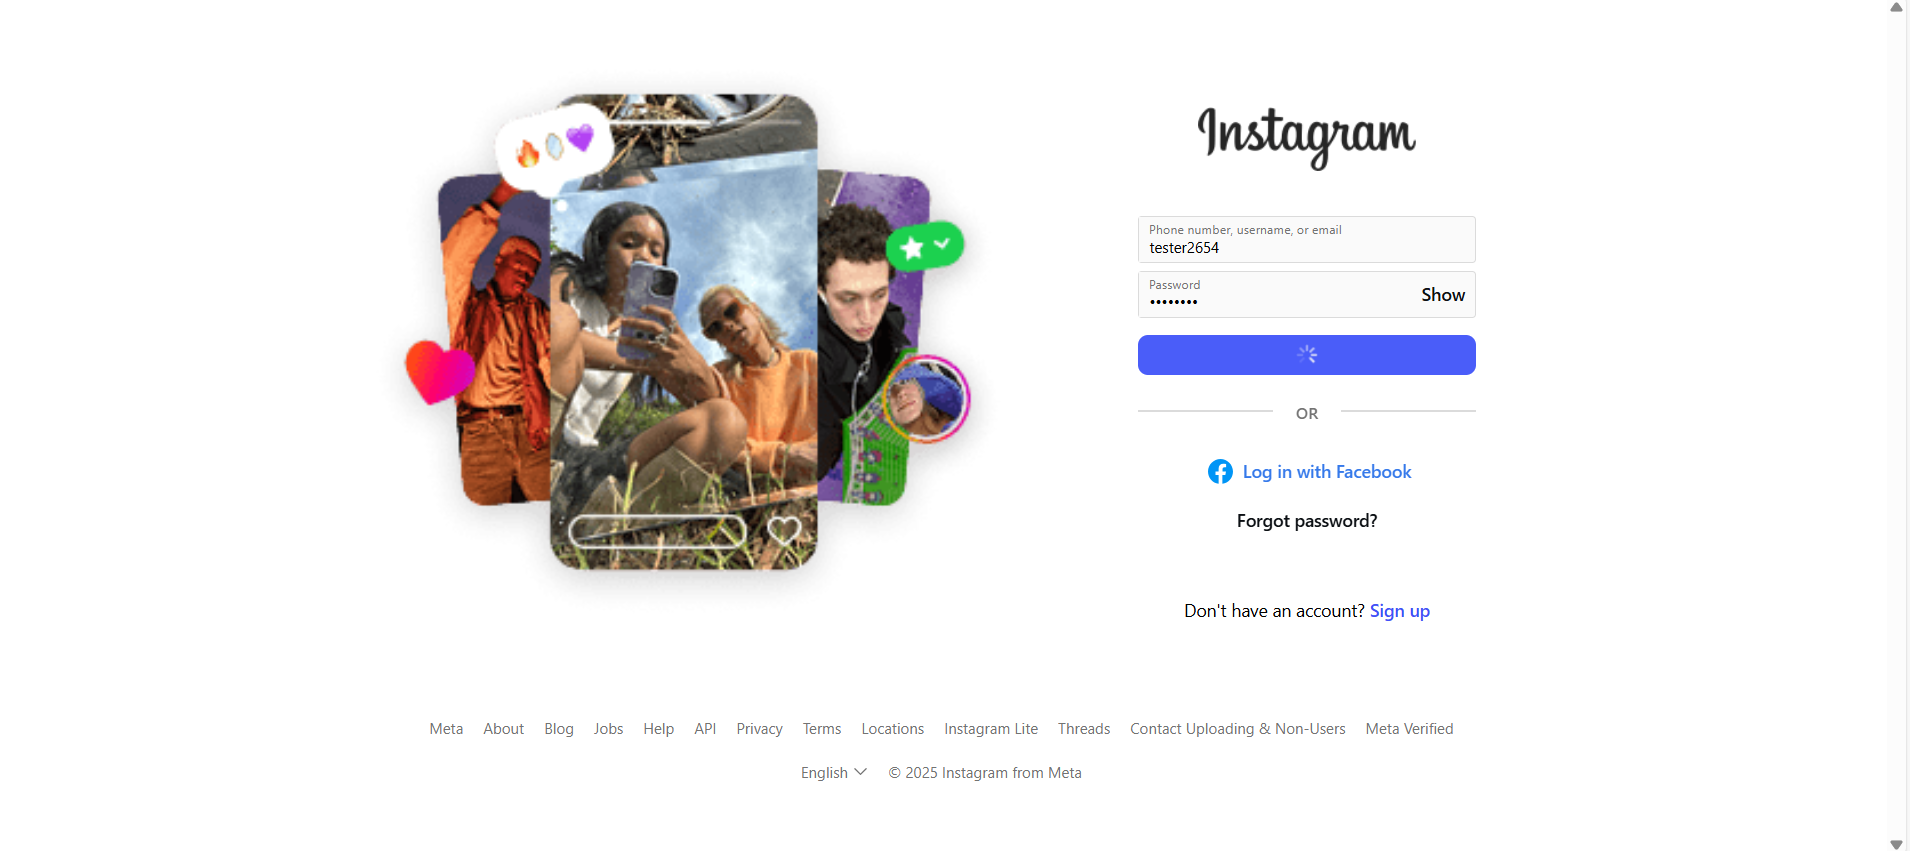 Instagram
Phone number, username, or email
tester2654
Password
••••••••
Show
OR
Log in with Facebook
Forgot password?
Don't have an account? Sign up
Meta About Blog Jobs Help API Privacy Terms Locations Instagram Lite Threads Contact Uploading & Non-Users Meta Verified
English © 2025 Instagram from Meta